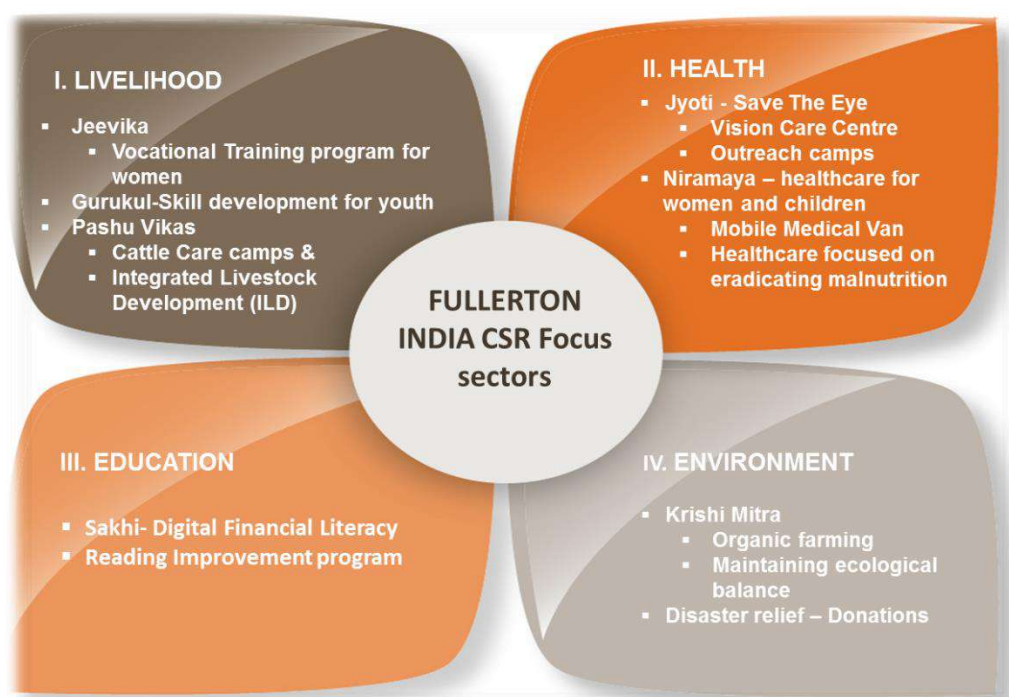 I. LIVELIHOOD
▪ Jeevika
▪ Vocational Training program for
women
▪ Gurukul-Skill development for youth
▪ Pashu Vikas
▪ Cattle Care camps &
▪ Integrated Livestock
Development (ILD)
II. HEALTH
▪ Jyoti - Save The Eye
▪ Vision Care Centre
▪ Outreach camps
▪ Niramaya – healthcare for
women and children
▪ Mobile Medical Van
▪ Healthcare focused on
eradicating malnutrition
FULLERTON
INDIA CSR Focus
sectors
III. EDUCATION
▪ Sakhi- Digital Financial Literacy
▪ Reading Improvement program
IV. ENVIRONMENT
▪ Krishi Mitra
▪ Organic farming
▪ Maintaining ecological
balance
▪ Disaster relief – Donations